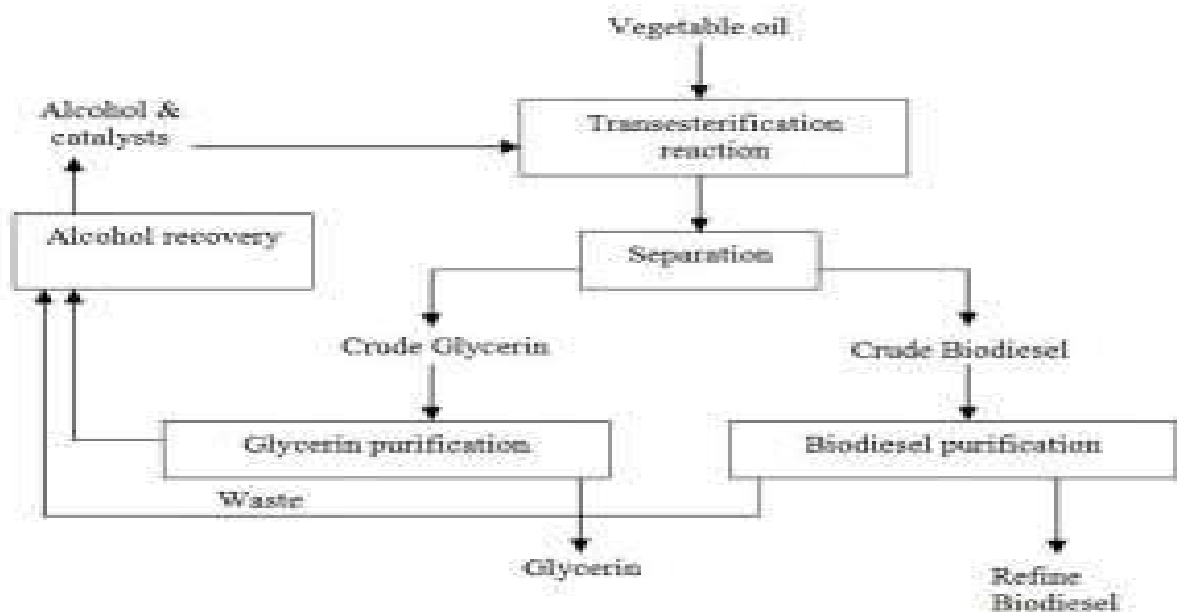 Vegetable oil
Alcohol &
catalysts
Transesterification
reaction
Alcohol recovery
Separation
Crude Glycerin
Crude Biodiesel
Glycerin purification
Biodiesel purification
Waste
Glycerin
Refine
Biodiesel